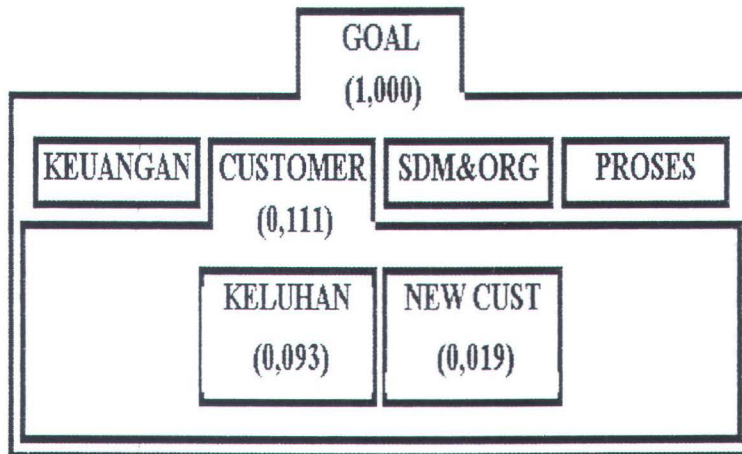 GOAL
(1,000)
KEUANGAN CUSTOMER SDM&ORG PROSES
(0,111)
KELUHAN NEW CUST
(0,093) (0,019)